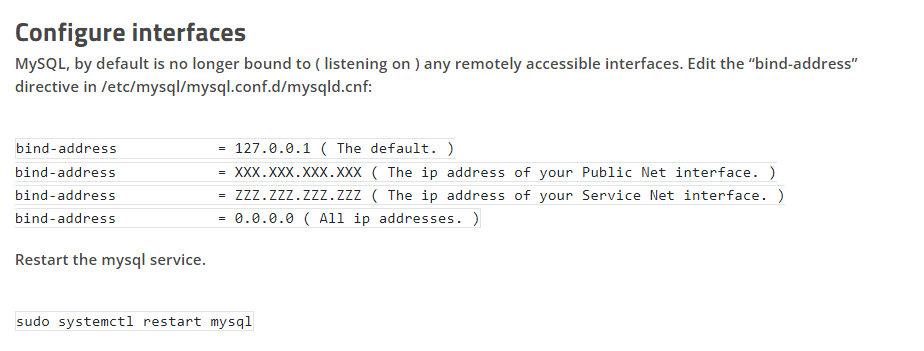 Configure interfaces
MySQL, by default is no longer bound to ( listening on ) any remotely accessible interfaces. Edit the “bind-address”
directive in /etc/mysql/mysql.conf.d/mysqld.cnf:
bind-address            = 127.0.0.1 ( The default. )
bind-address            = XXX.XXX.XXX.XXX ( The ip address of your Public Net interface. )
bind-address            = ZZZ.ZZZ.ZZZ.ZZZ ( The ip address of your Service Net interface. )
bind-address            = 0.0.0.0 ( All ip addresses. )
Restart the mysql service.
sudo systemctl restart mysql